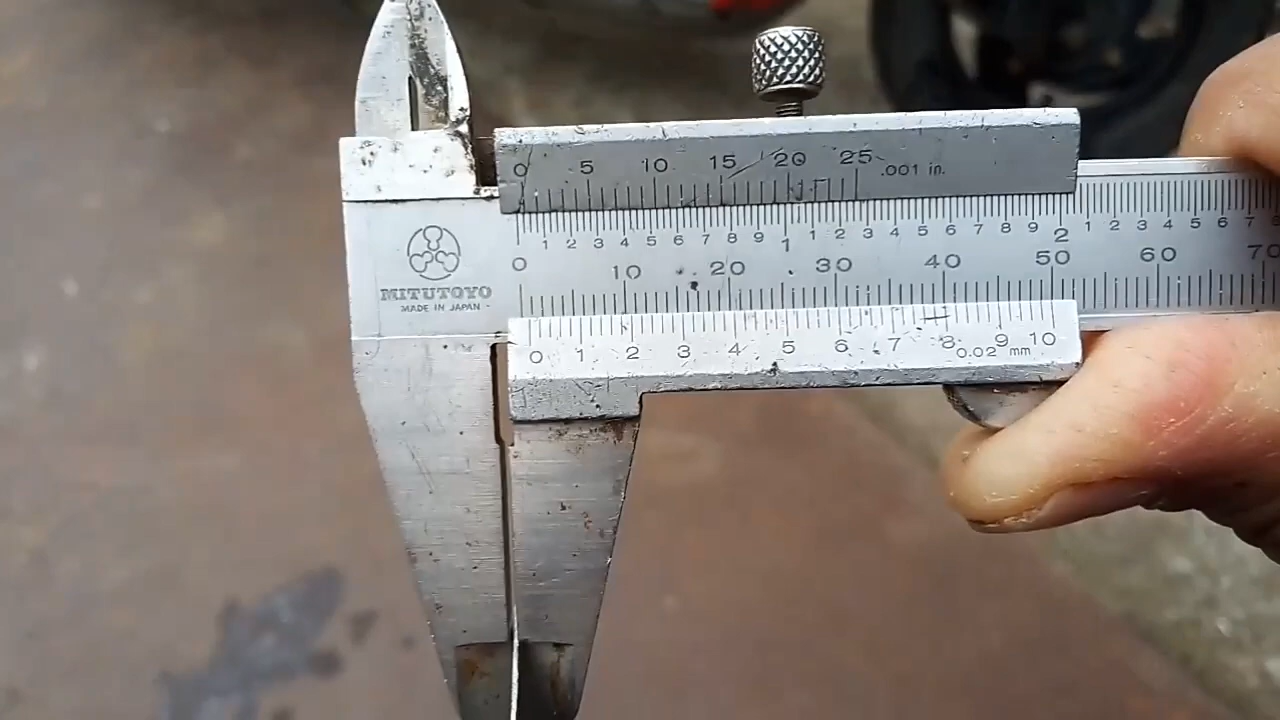 0 5 10 15 20 25 .001 in.
1 2 3 4 5 6 7 8 9 1 1 2 3 4 5 6 7 8 9 2 1 2 3 4 5 6 7
0 10 20 30 40 50 60 70
MITUTOYO
MADE IN JAPAN
0 1 2 3 4 5 6 7 8 9 10
0.02 mm